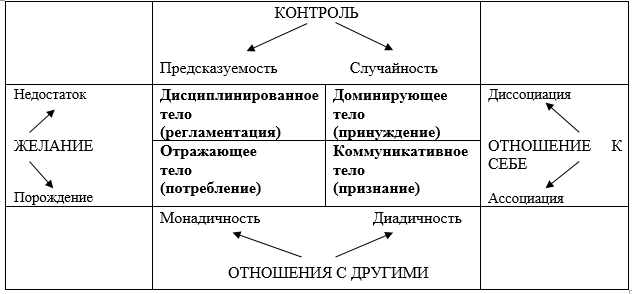 КОНТРОЛЬ
Предсказуемость Случайность
Недостаток
ЖЕЛАНИЕ
Порождение
Дисциплинированное
тело
(регламентация)
Доминирующее
тело
(принуждение)
Отражающее
тело
(потребление)
Коммуникативное
тело
(признание)
Диссоциация
ОТНОШЕНИЕ К
СЕБЕ
Ассоциация
Монадичность Диадичность
ОТНОШЕНИЯ С ДРУГИМИ